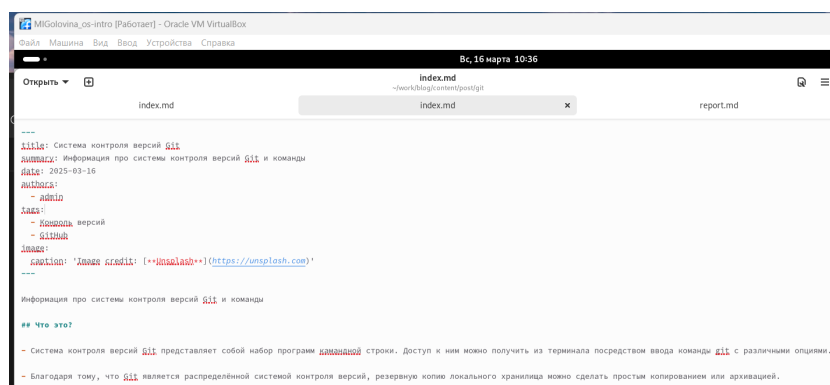 MIGolovina_os-intro [Работает] - Oracle VM VirtualBox
Файл Машина Вид Ввод Устройства Справка
Вс, 16 марта 10:36
Открыть
index.md
~/work/blog/content/post/git
index.md index.md × report.md
---
title: Система контроля версий Git
summary: Информация про системы контроля версий Git и команды
date: 2025-03-16
authors:
- admin
tags:
- Конроль версий
- GitHub
image:
caption: 'Image credit: [**Unsplash**](https://unsplash.com)'
---
Информация про системы контроля версий Git и команды
## Что это?
- Система контроля версий Git представляет собой набор программ камандной строки. Доступ к ним можно получить из терминала посредством ввода команды git с различными опциями.
- Благодаря тому, что Git является распределённой системой контроля версий, резервную копию локального хранилища можно сделать простым копированием или архивацией.